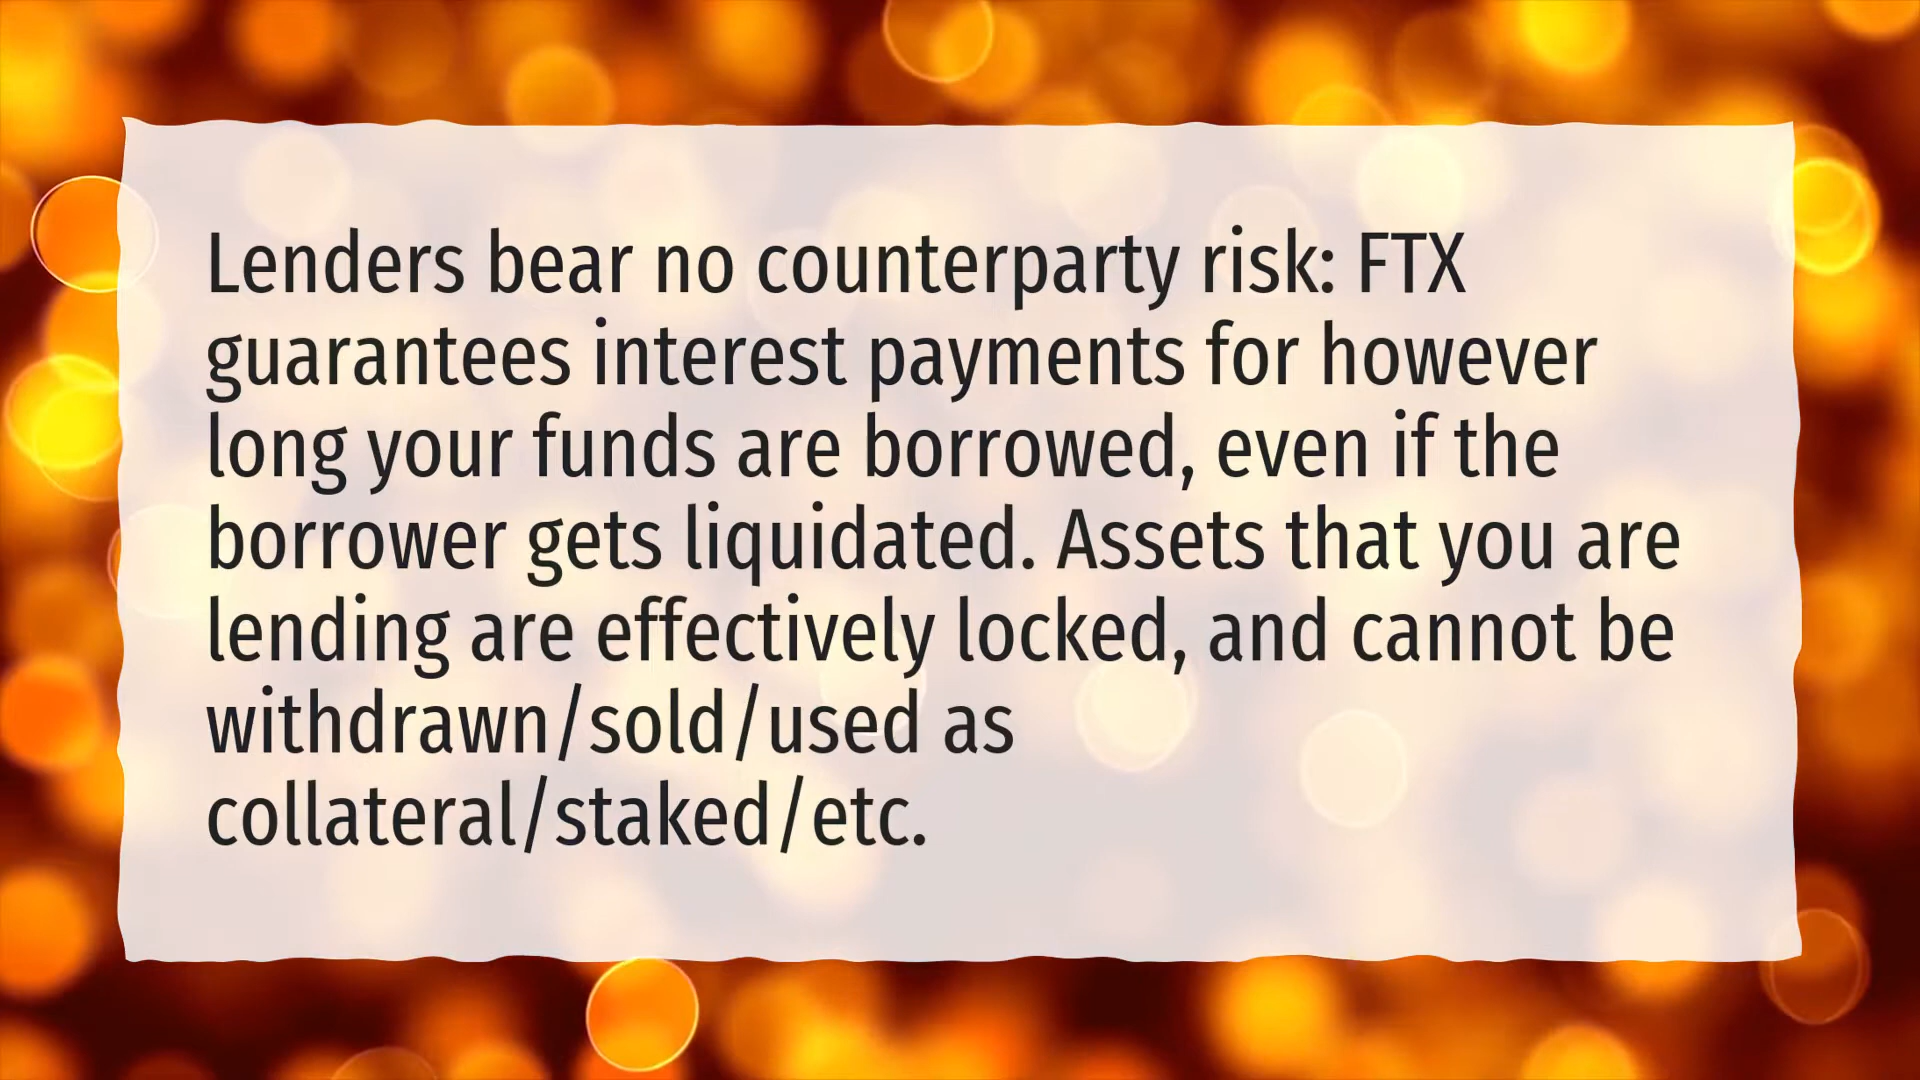 Lenders bear no counterparty risk: FTX
guarantees interest payments for however
long your funds are borrowed, even if the
borrower gets liquidated. Assets that you are
lending are effectively locked, and cannot be
withdrawn/sold/used as
collateral/staked/etc.